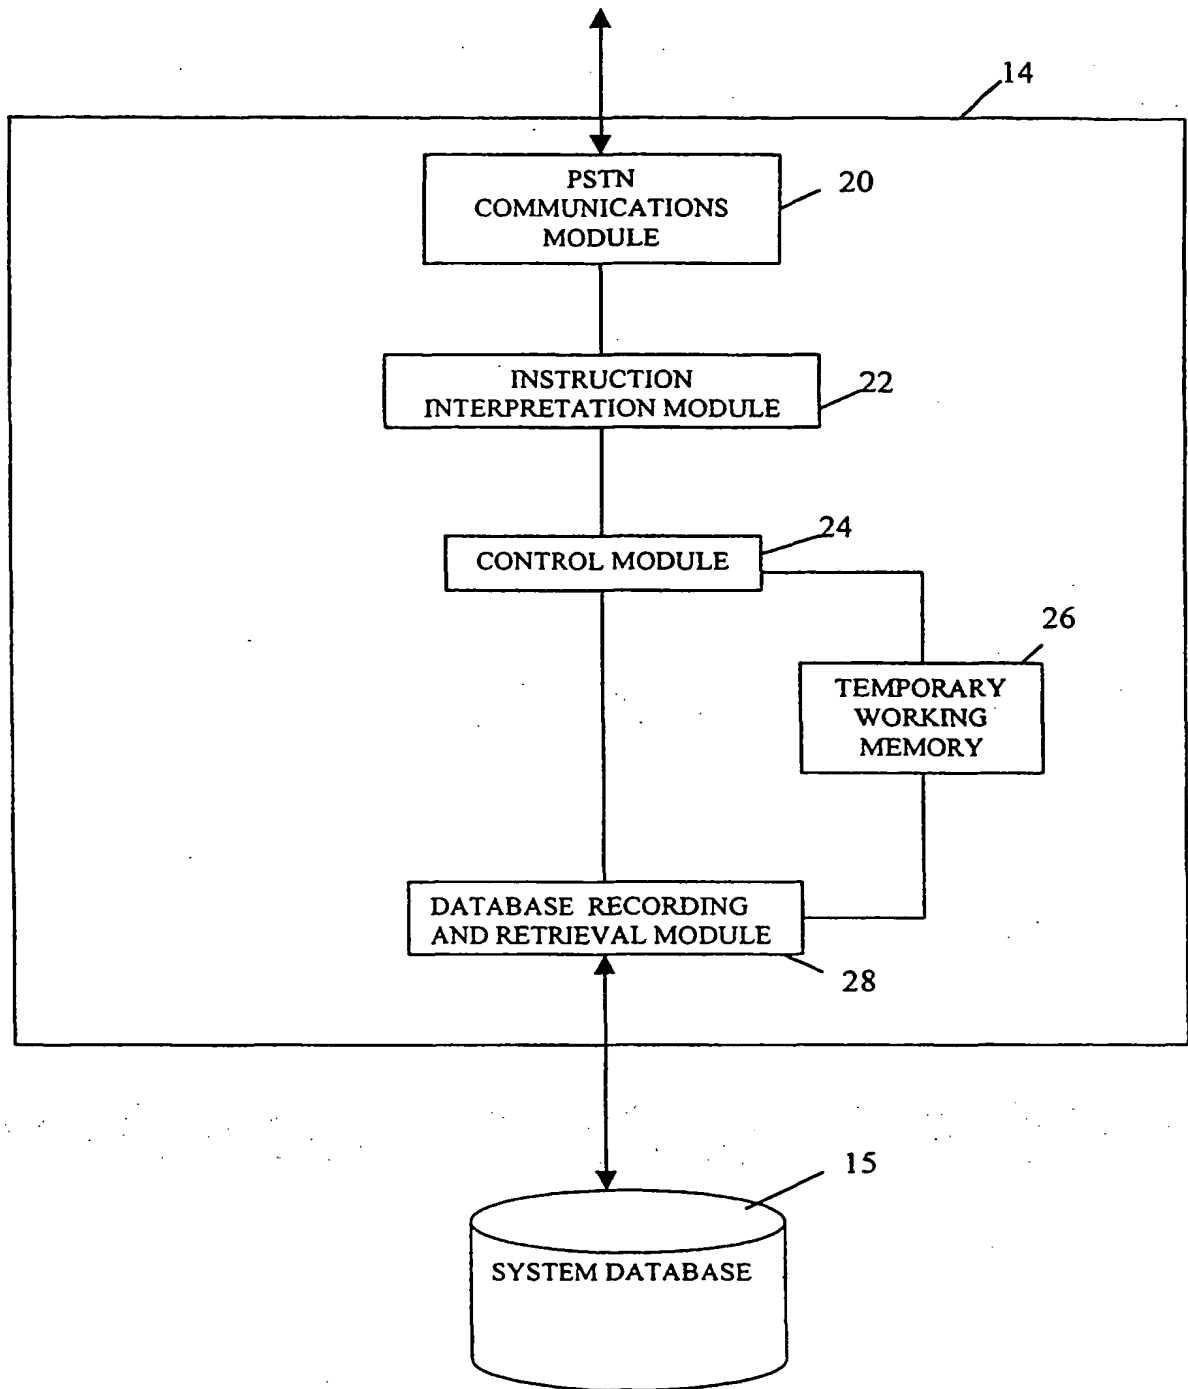 14
PSTN
COMMUNICATIONS
MODULE
20
INSTRUCTION
INTERPRETATION MODULE
22
24
CONTROL MODULE
26
TEMPORARY
WORKING
MEMORY
DATABASE RECORDING
AND RETRIEVAL MODULE
28
15
SYSTEM DATABASE